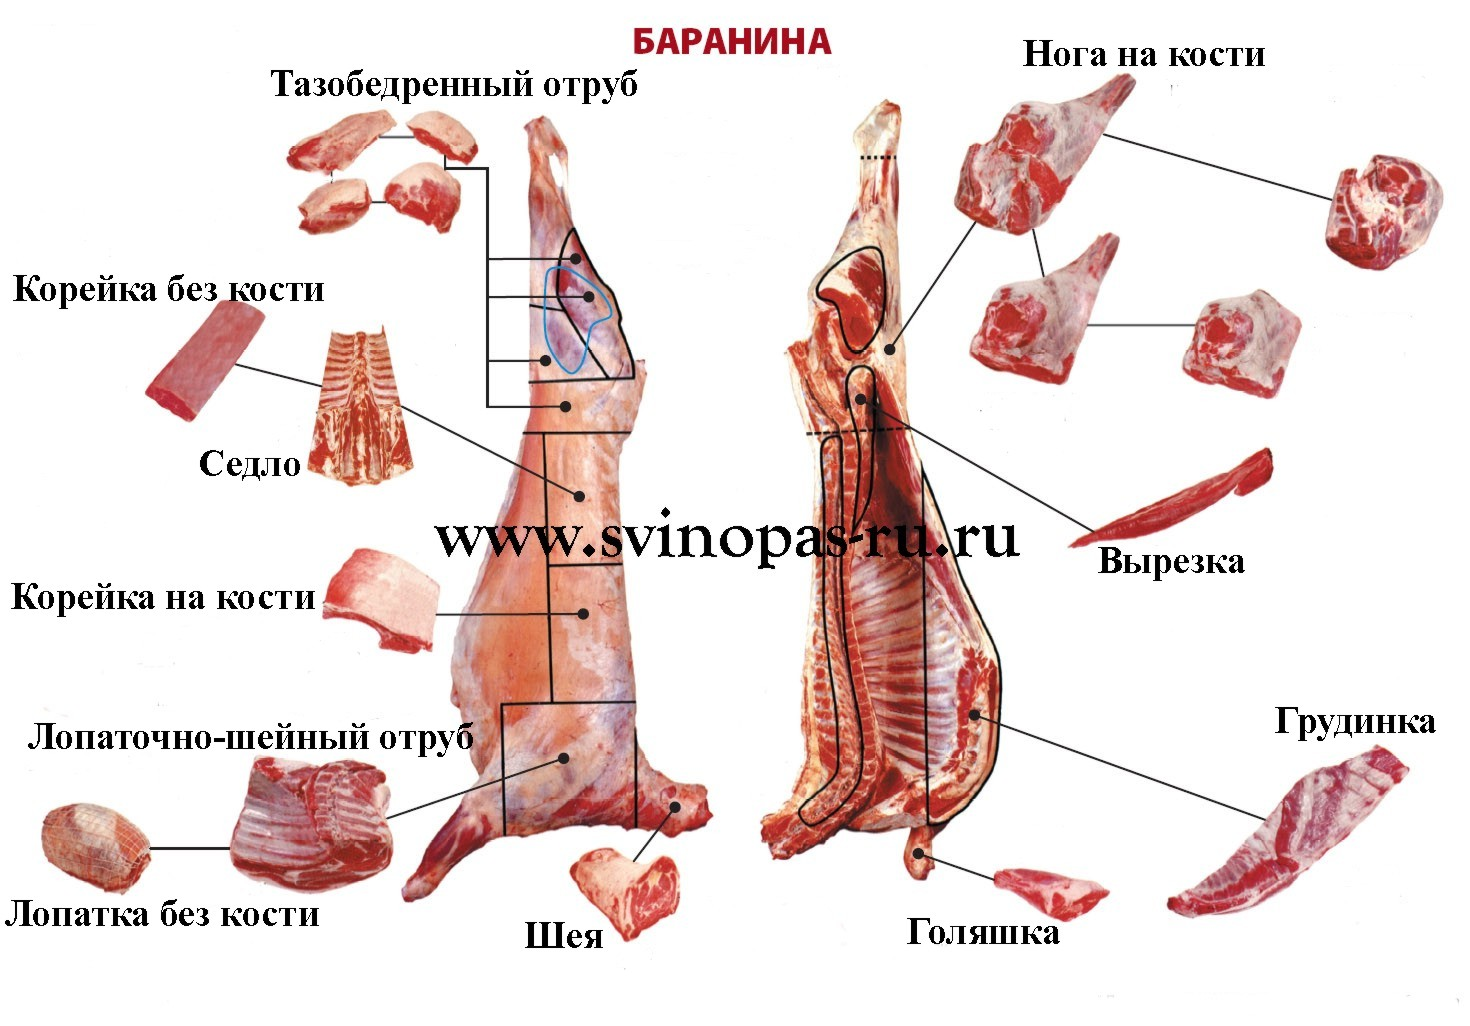 БАРАНИНА
Тазобедренный отруб
Нога на кости
Корейка без кости
Седло
www.svinopas-ru.ru
Вырезка
Корейка на кости
Лопаточно-шейный отруб
Грудинка
Лопатка без кости
Шея
Голяшка